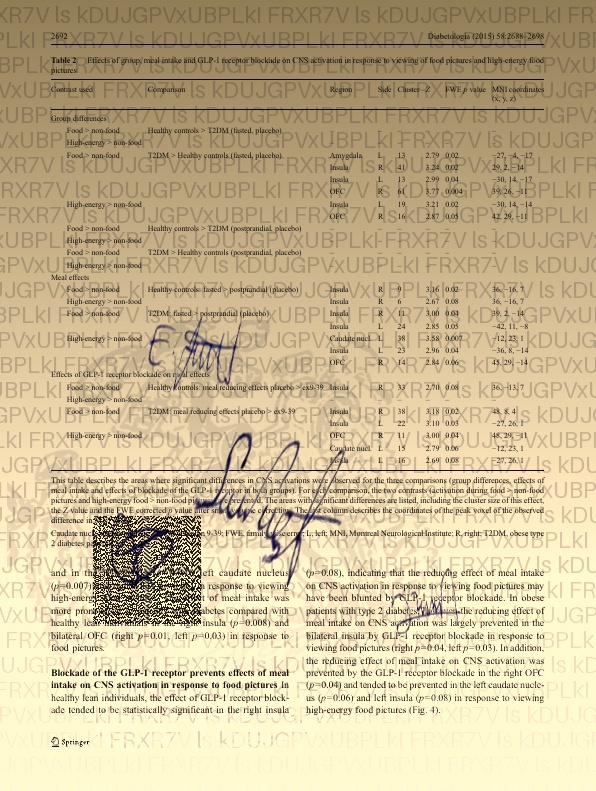 2692 Diabetologia (2015) 58:2688–2698
Table 2 Effects of group, meal intake and GLP-1 receptor blockade on CNS activation in response to viewing of food pictures and high-energy food
pictures
Contrast used Comparison Region Side Cluster Z FWE p value MNI coordinates
(x, y, z)
Group differences
Food > non-food Healthy controls > T2DM (fasted, placebo)
High-energy > non-food
Food > non-food T2DM > Healthy controls (fasted, placebo) Amygdala L 13 2.79 0.02 −27, −4, −17
Insula R 41 3.24 0.02 29, 2, −14
Insula L 13 2.99 0.04 −30, 14, −17
OFC R 61 3.77 0.004 39, 26, −11
High-energy > non-food Insula L 19 3.21 0.02 −30, 14, −14
OFC R 16 2.87 0.05 42, 29, −11
Food > non-food Healthy controls > T2DM (postprandial, placebo)
High-energy > non-food
Food > non-food T2DM > Healthy controls (postprandial, placebo)
High-energy > non-food
Meal effects
Food > non-food Healthy controls: fasted > postprandial (placebo) Insula R 9 3.16 0.02 36, −16, 7
High-energy > non-food Insula R 6 2.67 0.08 36, −16, 7
Food > non-food T2DM: fasted > postprandial (placebo) Insula R 11 3.00 0.04 39, 2, −14
Insula L 24 2.85 0.05 −42, 11, −8
High-energy > non-food Caudate nucl. L 38 3.58 0.007 −12, 23, 1
Insula L 23 2.96 0.04 −36, 8, −14
OFC R 14 2.84 0.06 45, 29, −14
Effects of GLP-1 receptor blockade on meal effects
Food > non-food Healthy controls: meal reducing effects placebo > ex9-39 Insula R 33 2.70 0.08 36, −13, 7
High-energy > non-food
Food > non-food T2DM: meal reducing effects placebo > ex9-39 Insula R 38 3.18 0.02 48, 8, 4
Insula L 22 3.10 0.03 −27, 26, 1
High-energy > non-food OFC R 11 3.00 0.04 48, 29, −11
Caudate nucl. L 15 2.79 0.06 −12, 23, 1
Insula L 16 2.69 0.08 −27, 26, 1
This table describes the areas where significant differences in CNS activations were observed for the three comparisons (group differences, effects of
meal intake and effects of blockade of the GLP-1 receptor in both groups). For each comparison, the two contrasts (activation during food > non-food
pictures and high-energy food > non-food pictures) are presented. The areas with significant differences are listed, including the cluster size of this effect,
the Z value and the FWE corrected p value after small volume correction. The last column describes the coordinates of the peak voxel of the observed
difference in
Caudate nucl 9-39; FWE, family L, left; MNI, Montreal Neurological Institute; R, right; T2DM, obese type
2 diabetes
and in the left caudate nucleus
(p=0.007) in response to viewing
high-energy of meal intake was
more diabetes compared with
healthy insula (p=0.008) and
bilateral OFC (right p=0.01, left p=0.03) in response to
food pictures.
Blockade of the GLP-1 receptor prevents effects of meal
intake on CNS activation in response to food pictures in
healthy lean individuals, the effect of GLP-1 receptor block-
ade tended to be statistically significant in the right insula
(p=0.08), indicating that the reducing effect of meal intake
on CNS activation in response to viewing food pictures may
have been blunted by GLP-1 receptor blockade. In obese
patients with type 2 diabetes, the reducing effect of
meal intake on CNS activation was largely prevented in the
bilateral insula by GLP-1 receptor blockade in response to
viewing food pictures (right p=0.04, left p=0.03). In addition,
the reducing effect of meal intake on CNS activation was
prevented by the GLP-1 receptor blockade in the right OFC
(p=0.04) and tended to be prevented in the left caudate nucle-
us (p=0.06) and left insula (p=0.08) in response to viewing
high-energy food pictures (Fig. 4).
Springer